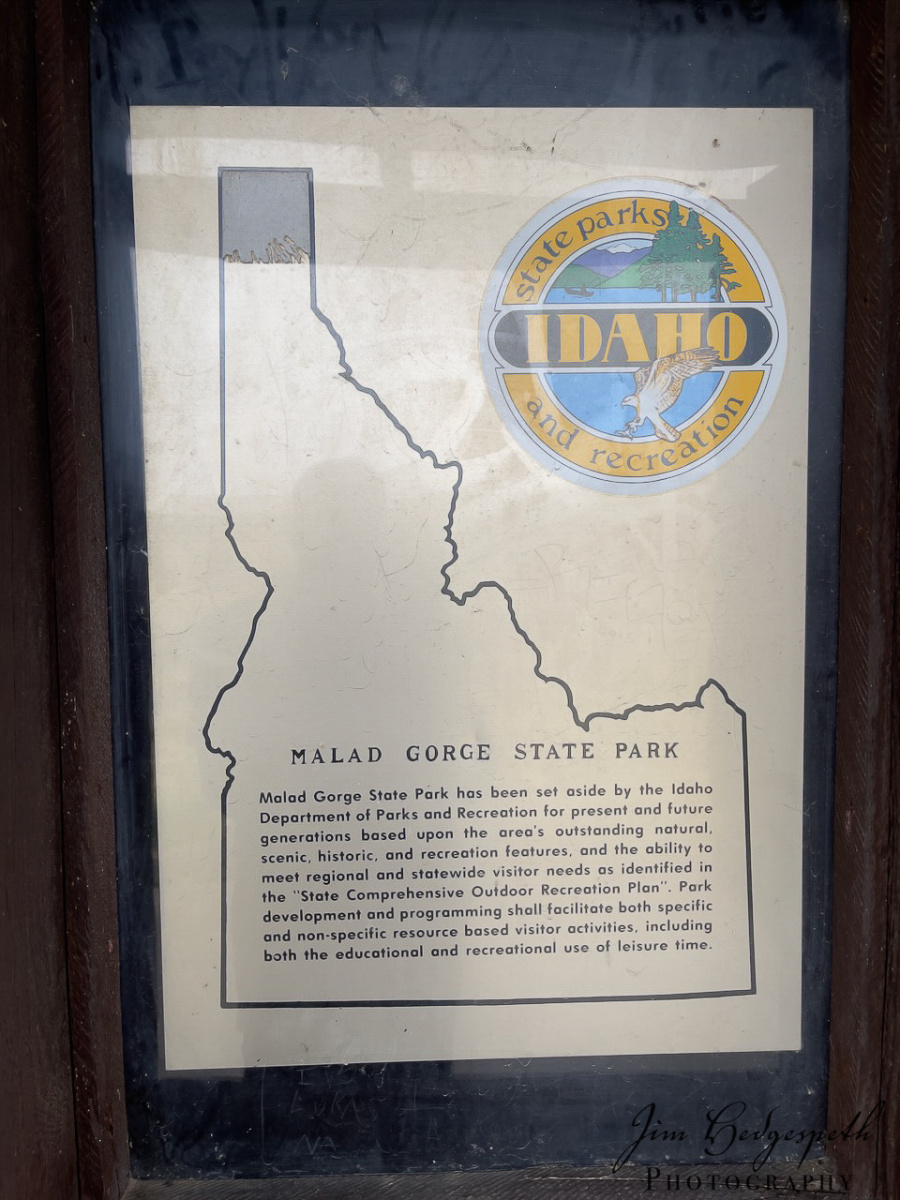 state parks
IDAHO
and recreation
MALAD GORGE STATE PARK
Malad Gorge State Park has been set aside by the Idaho
Department of Parks and Recreation for present and future
generations based upon the area's outstanding natural,
scenic, historic, and recreation features, and the ability to
meet regional and statewide visitor needs as identified in
the "State Comprehensive Outdoor Recreation Plan". Park
development and programming shall facilitate both specific
and non-specific resource based visitor activities, including
both the educational and recreational use of leisure time.
LUKA
NA
Jim Hedgespeth
PHOTOGRAPHY